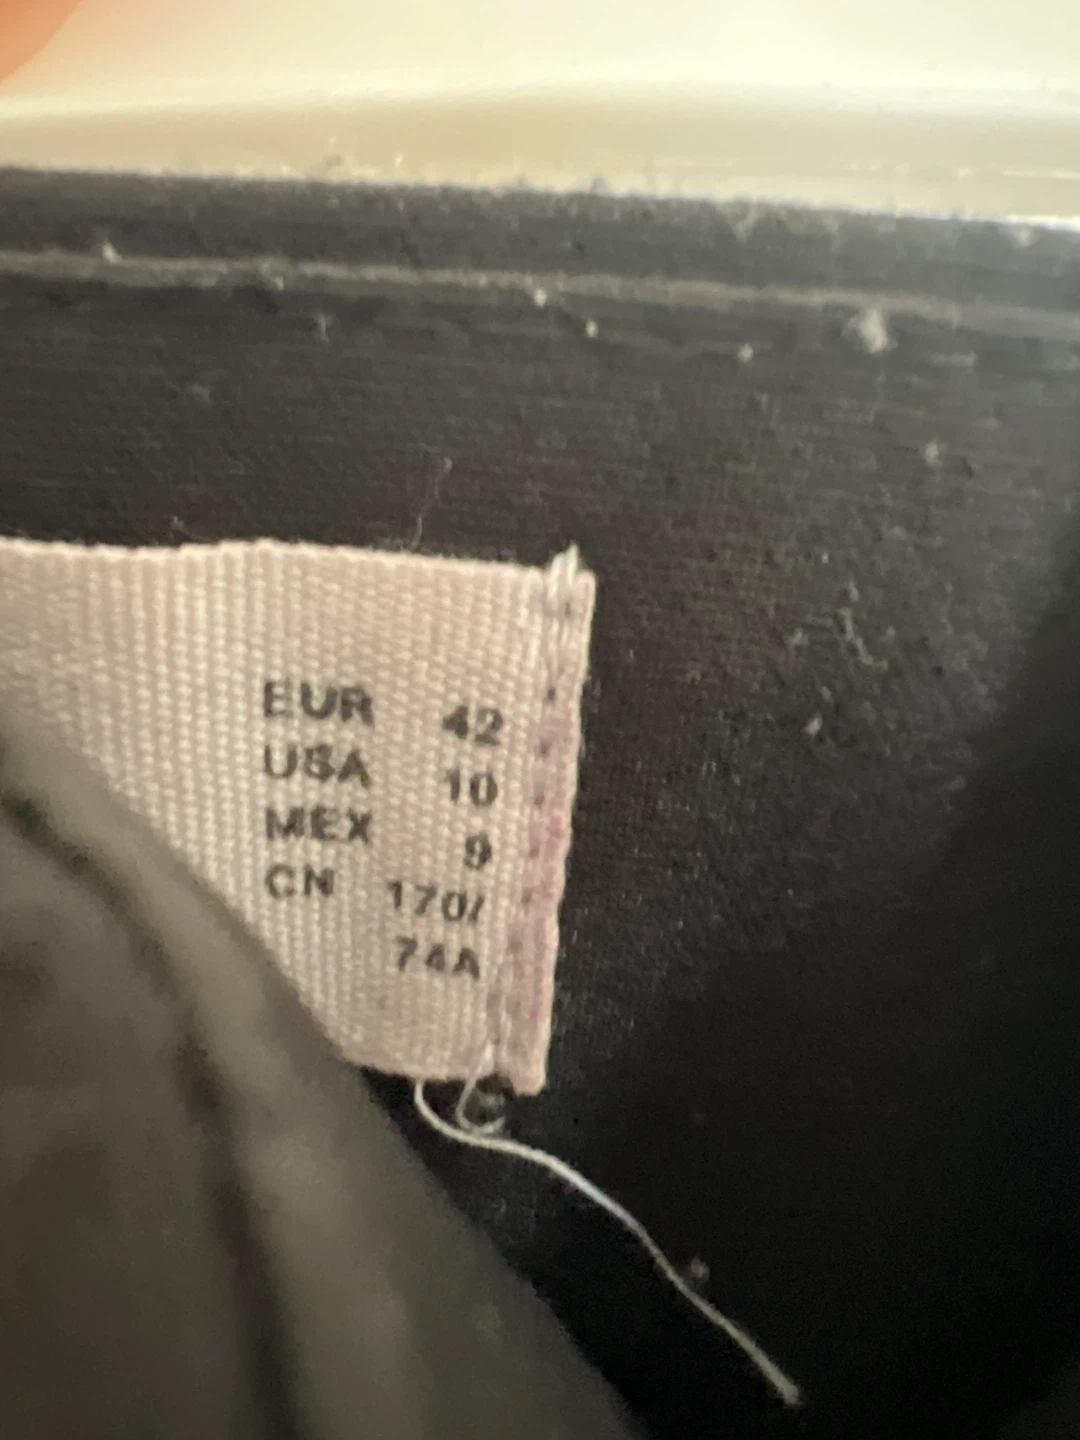 EUR 42
USA 10
MEX 9
CN 170/
74A